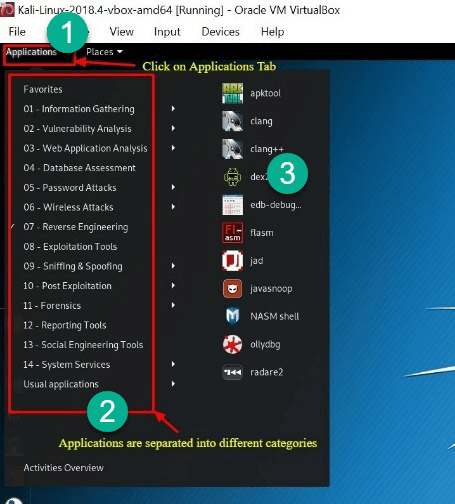 Kali-Linux-2018.4-vbox-amd64 [Running] - Oracle VM VirtualBox
File View Input Devices Help
1
Applications Places
Click on Applications Tab
Favorites
01 - Information Gathering
02 - Vulnerability Analysis
03 - Web Application Analysis
04 - Database Assessment
05 - Password Attacks
06 - Wireless Attacks
07 - Reverse Engineering
08 - Exploitation Tools
09 - Sniffing & Spoofing
10 - Post Exploitation
11 - Forensics
12 - Reporting Tools
13 - Social Engineering Tools
14 - System Services
Usual applications
2
Applications are separated into different categories
Activities Overview
apktool
clang
clang++
3
edb-debug...
flasm
jad
javasnoop
NASM shell
ollydbg
radare2